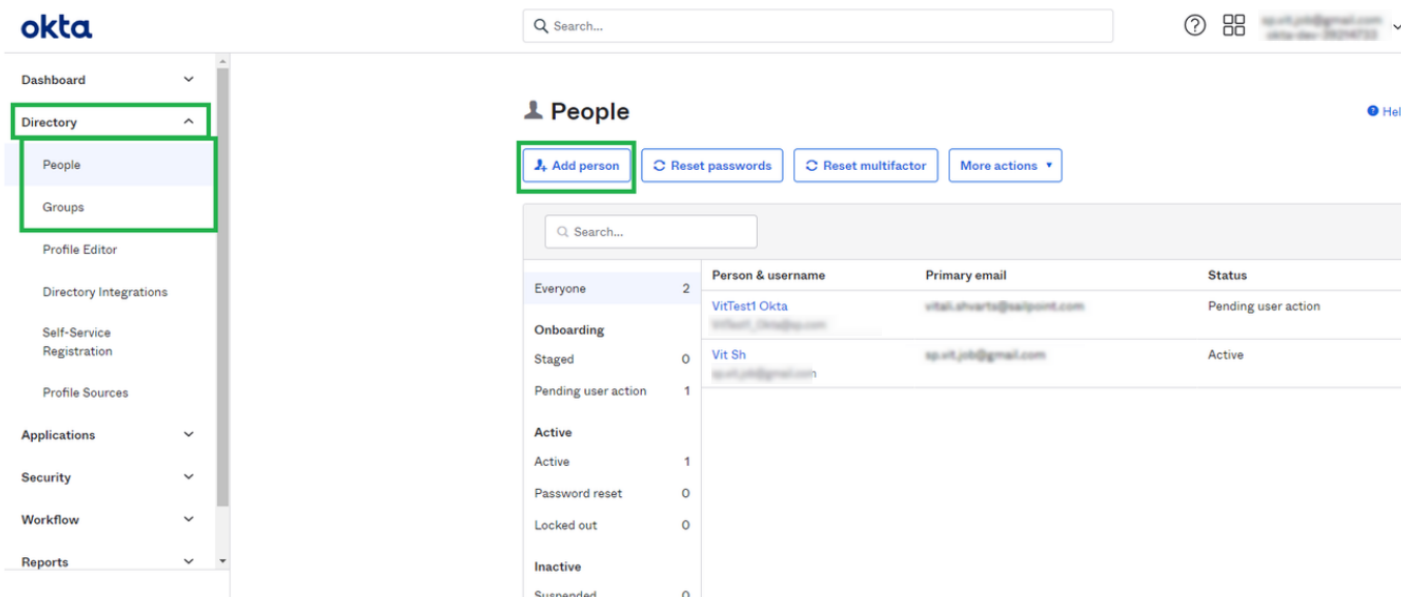 okta
Search...
Dashboard
Directory
People
Groups
Profile Editor
Directory Integrations
Self-Service
Registration
Profile Sources
Applications
Security
Workflow
Reports
People
Hel
Add person
Reset passwords
Reset multifactor
More actions
Search...
Everyone 2
Onboarding
Staged 0
Pending user action 1
Active
Active 1
Password reset 0
Locked out 0
Inactive
Suspended 0
Person & username Primary email Status
VitTest1 Okta Pending user action
Vit Sh Active